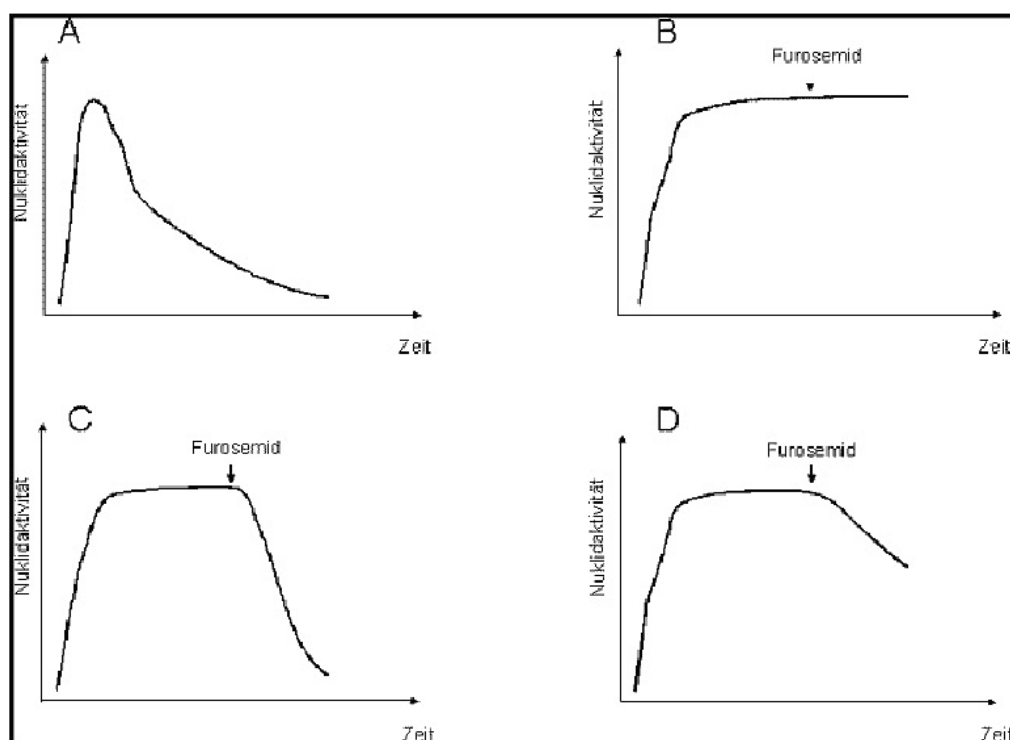 A
Nuklidaktivität
Zeit
B
Furosemid
Nuklidaktivität
Zeit
C
Furosemid
Nuklidaktivität
Zeit
D
Furosemid
Nuklidaktivität
Zeit